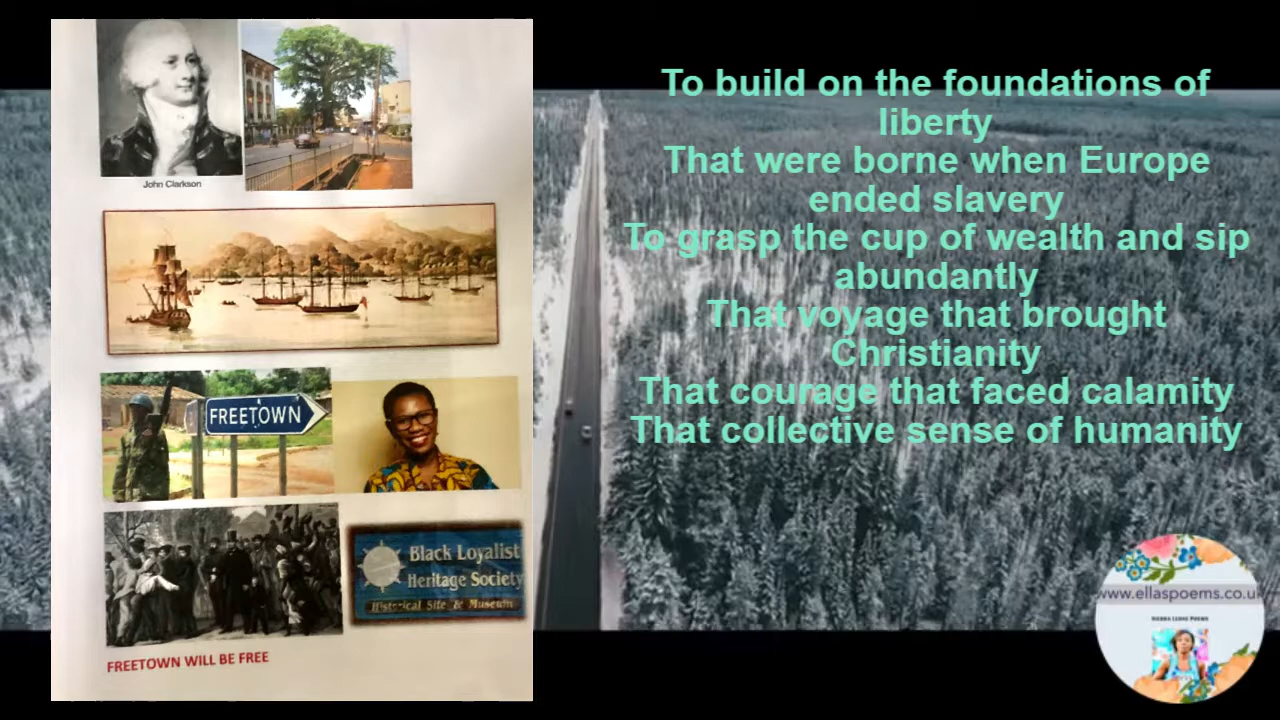 John Clarkson
FREETOWN
Black Loyalist
Heritage Society
Historical Site & Museum
FREETOWN WILL BE FREE
To build on the foundations of
liberty
That were borne when Europe
ended slavery
To grasp the cup of wealth and sip
abundantly
That voyage that brought
Christianity
That courage that faced calamity
That collective sense of humanity
www.ellaspoems.co.uk
SIERRA LEONE POEMS